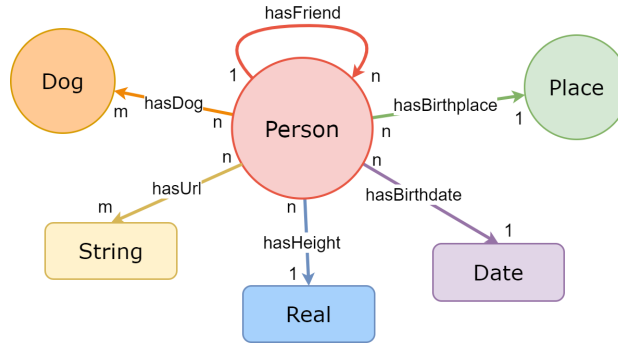 hasFriend
1
n
Dog
hasDog
m
n
Person
hasBirthplace
n
1
Place
n
hasUrl
m
String
n
hasHeight
1
Real
n
hasBirthdate
1
Date